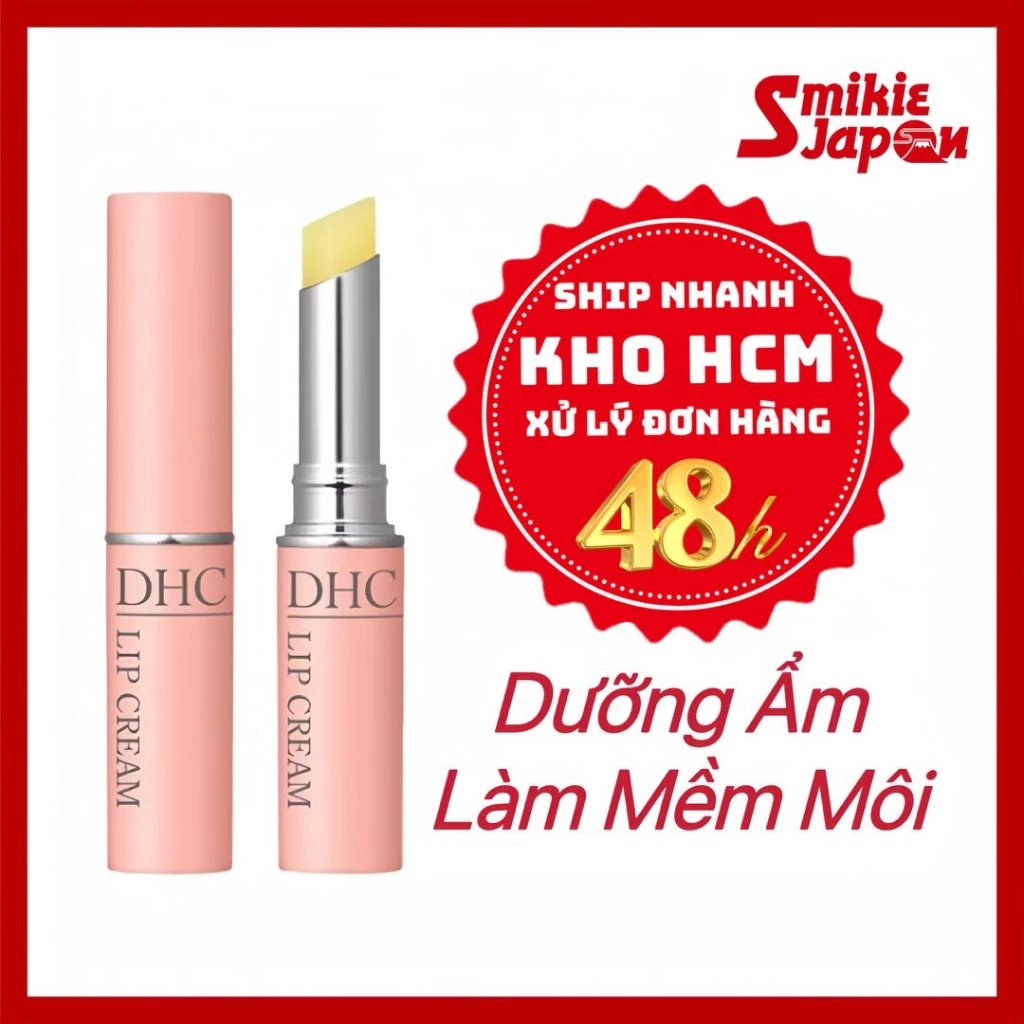 Smikie
Japan
SHIP NHANH
KHO HCM
XỬ LÝ ĐƠN HÀNG
48h
DHC
LIP CREAM
DHC
LIP CREAM
Dưỡng Ẩm
Làm Mềm Môi